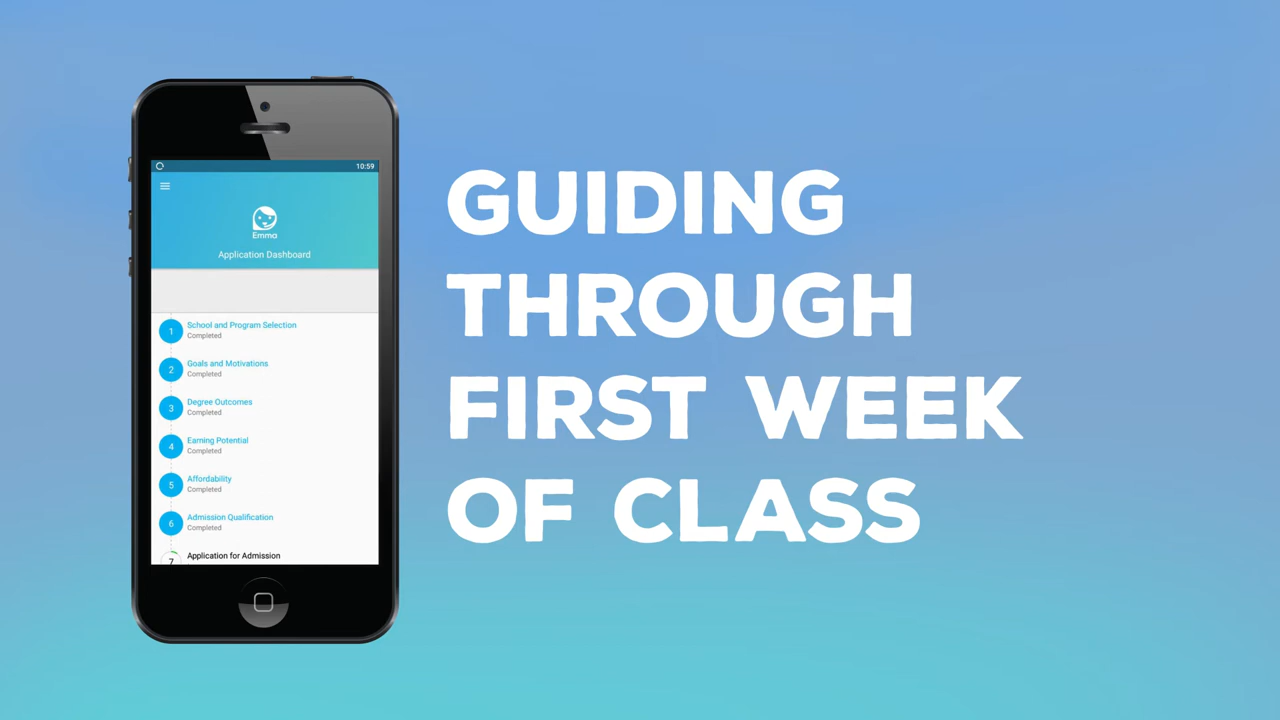 10:59
Emma
Application Dashboard
1
School and Program Selection
Completed
2
Goals and Motivations
Completed
3
Degree Outcomes
Completed
4
Earning Potential
Completed
5
Affordability
Completed
6
Admission Qualification
Completed
7
Application for Admission
GUIDING
THROUGH
FIRST WEEK
OF CLASS